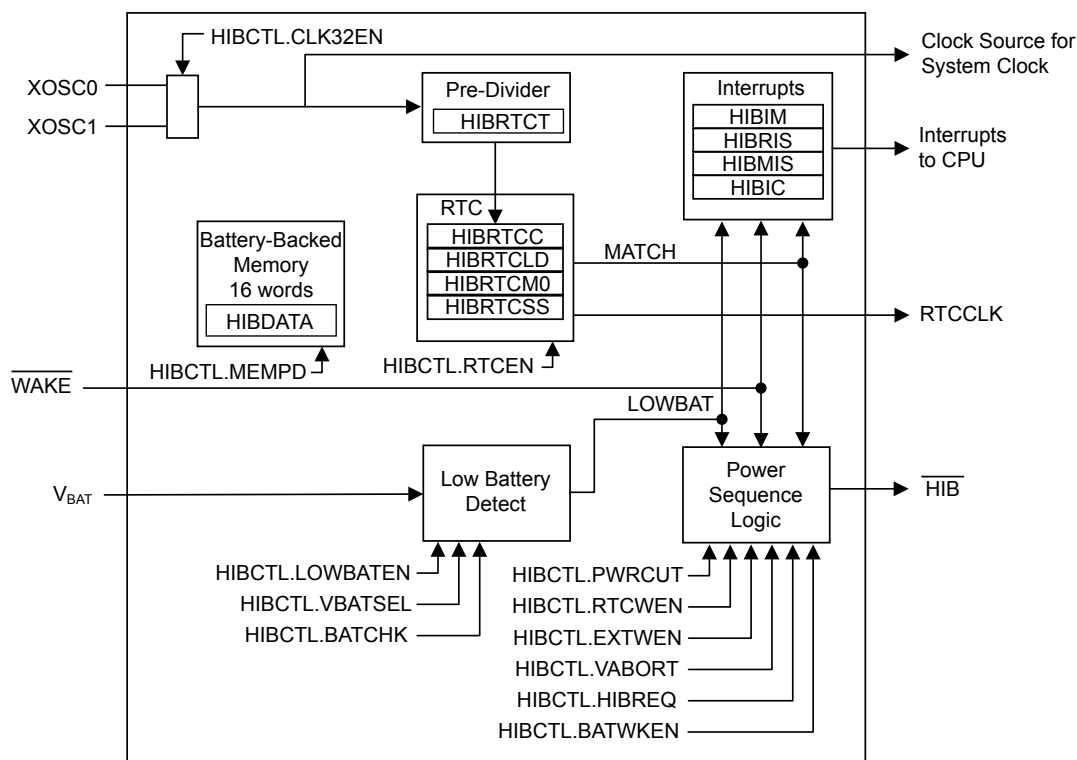 HIBCTL.CLK32EN
Clock Source for
System Clock
XOSC0
XOSC1
Pre-Divider
HIBRTCT
Interrupts
HIBIM
HIBRIS
HIBMIS
HIBIC
Interrupts
to CPU
RTC
HIBRTCC
HIBRTCLD
HIBRTCM0
HIBRTCSS
MATCH
RTCCLK
Battery-Backed
Memory
16 words
HIBDATA
HIBCTL.MEMPD
HIBCTL.RTCEN
WAKE
LOWBAT
VBAT
Low Battery
Detect
Power
Sequence
Logic
HIB
HIBCTL.LOWBATEN
HIBCTL.VBATSEL
HIBCTL.BATCHK
HIBCTL.PWRCUT
HIBCTL.RTCWEN
HIBCTL.EXTWEN
HIBCTL.VABORT
HIBCTL.HIBREQ
HIBCTL.BATWKEN